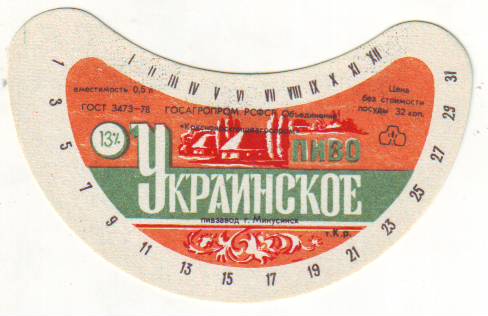 I II III IV V VI VII VIII IX X XI XII
вместимость 0,5 л
ГОСТ 3473-78 ГОСАГРОПРОМ РСФСР Объединение
Цена
без стоимости
посуды 32 коп.
13%
ПИВО
УКРАИНСКОЕ
пивзавод г. Минусинск
т.К.р.
1 3 5 7 9 11 13 15 17 19 21 23 25 27 29 31